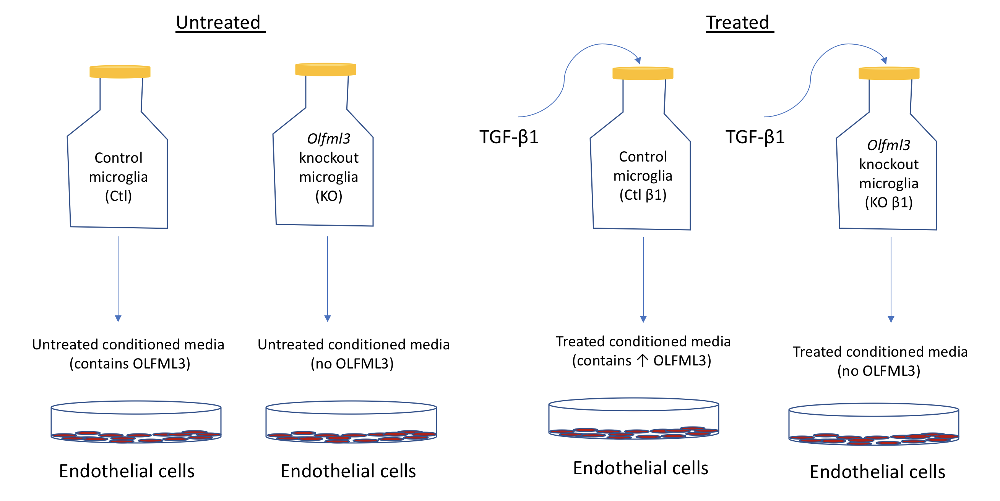 Untreated
Treated
Control
microglia
(Ctl)
Olfml3
knockout
microglia
(KO)
TGF-β1
Control
microglia
(Ctl β1)
TGF-β1
Olfml3
knockout
microglia
(KO β1)
Untreated conditioned media
(contains OLFML3)
Untreated conditioned media
(no OLFML3)
Treated conditioned media
(contains ↑ OLFML3)
Treated conditioned media
(no OLFML3)
Endothelial cells
Endothelial cells
Endothelial cells
Endothelial cells